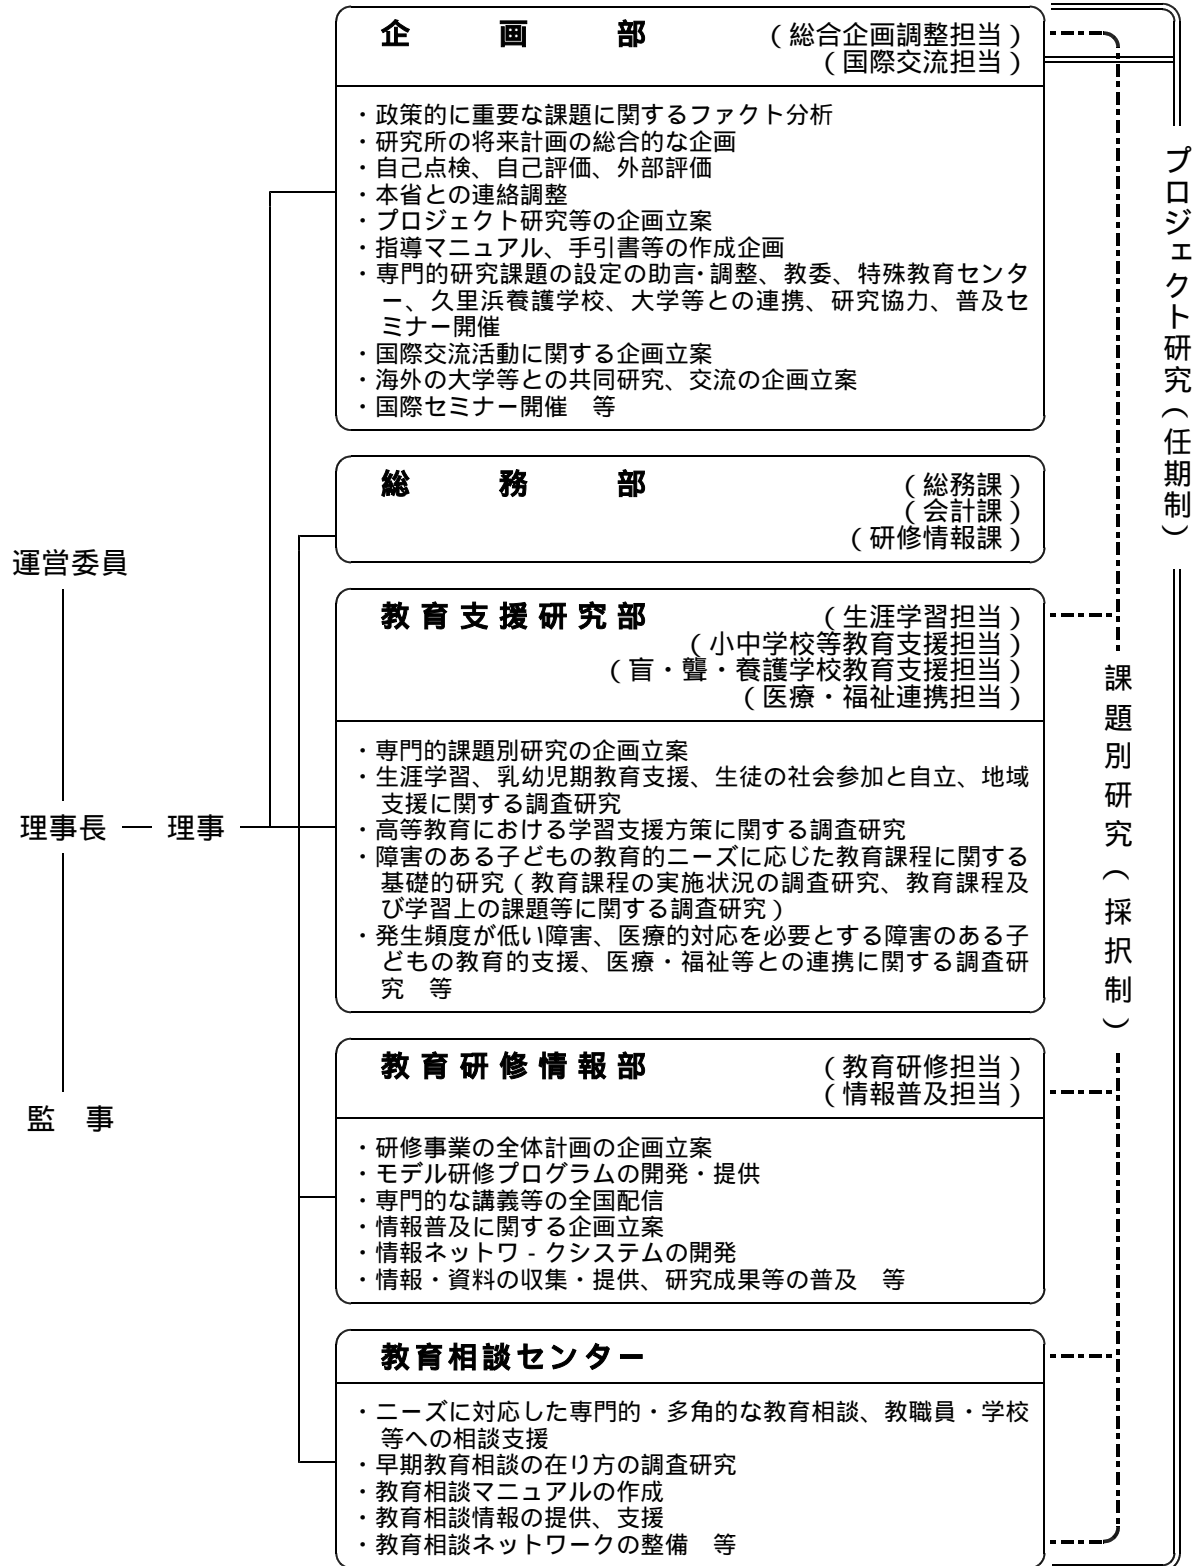 企画部 （総合企画調整担当）
（国際交流担当）
・政策的に重要な課題に関するファクト分析
・研究所の将来計画の総合的な企画
・自己点検、自己評価、外部評価
・本省との連絡調整
・プロジェクト研究等の企画立案
・指導マニュアル、手引書等の作成企画
・専門的研究課題の設定の助言・調整、教委、特殊教育センタ
ー、久里浜養護学校、大学等との連携、研究協力、普及セ
ミナー開催
・国際交流活動に関する企画立案
・海外の大学等との共同研究、交流の企画立案
・国際セミナー開催　等
総務部 （総務課）
（会計課）
（研修情報課）
運営委員
理事長
理事
監　事
教育支援研究部 （生涯学習担当）
（小中学校等教育支援担当）
（盲・聾・養護学校教育支援担当）
（医療・福祉連携担当）
・専門的課題別研究の企画立案
・生涯学習、乳幼児期教育支援、生徒の社会参加と自立、地域
支援に関する調査研究
・高等教育における学習支援方策に関する調査研究
・障害のある子どもの教育的ニーズに応じた教育課程に関する
基礎的研究（教育課程の実施状況の調査研究、教育課程及
び学習上の課題等に関する調査研究）
・発生頻度が低い障害、医療的対応を必要とする障害のある子
どもの教育的支援、医療・福祉等との連携に関する調査研
究　等
教育研修情報部 （教育研修担当）
（情報普及担当）
・研修事業の全体計画の企画立案
・モデル研修プログラムの開発・提供
・専門的な講義等の全国配信
・情報普及に関する企画立案
・情報ネットワ‐クシステムの開発
・情報・資料の収集・提供、研究成果等の普及　等
教育相談センター
・ニーズに対応した専門的・多角的な教育相談、教職員・学校
等への相談支援
・早期教育相談の在り方の調査研究
・教育相談マニュアルの作成
・教育相談情報の提供、支援
・教育相談ネットワークの整備　等
プロジェクト研究（任期制）
課題別研究（採択制）